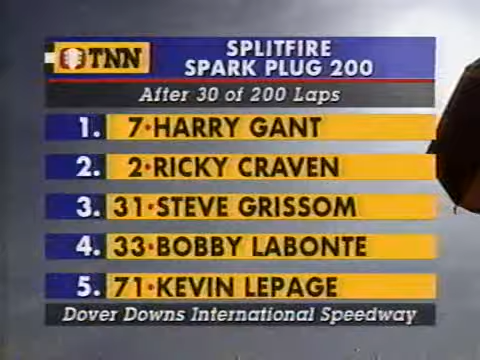 TNN
SPLITFIRE
SPARK PLUG 200
After 30 of 200 Laps
1. 7•HARRY GANT
2. 2•RICKY CRAVEN
3. 31•STEVE GRISSOM
4. 33•BOBBY LABONTE
5. 71•KEVIN LEPAGE
Dover Downs International Speedway